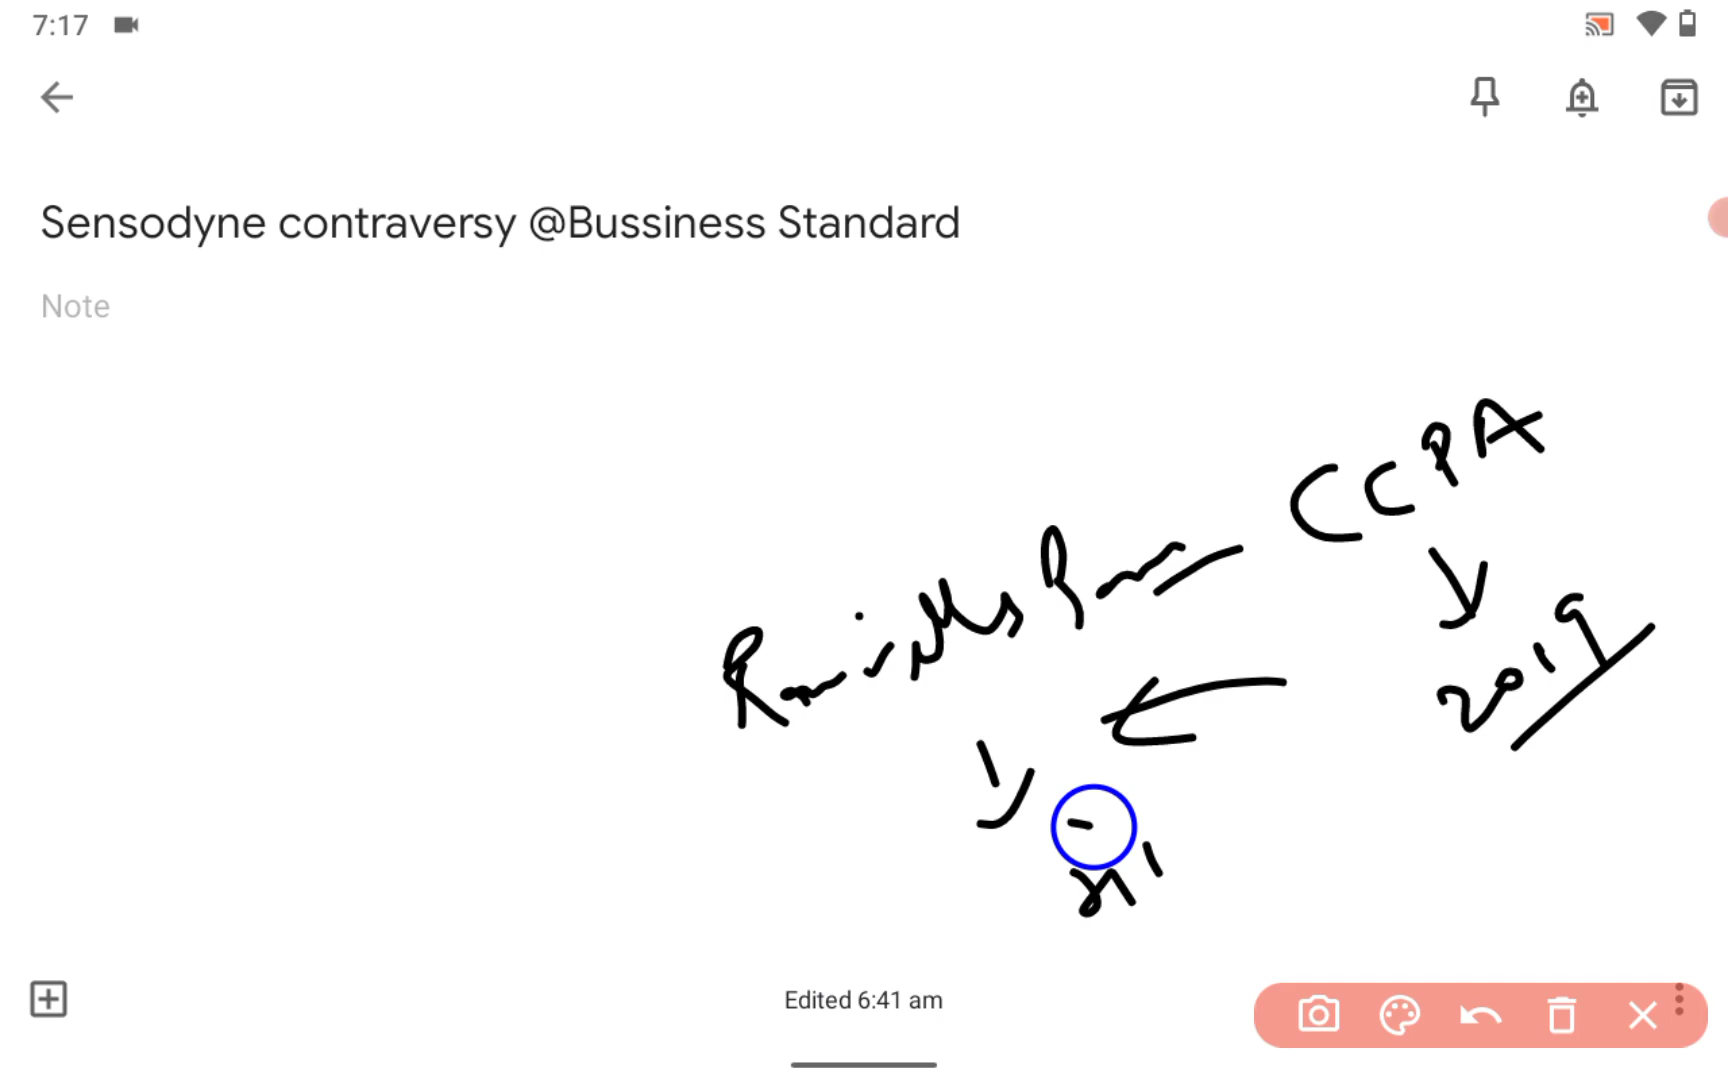 7:17
Sensodyne contraversy @Bussiness Standard
Note
CCPA
2019
Edited 6:41 am